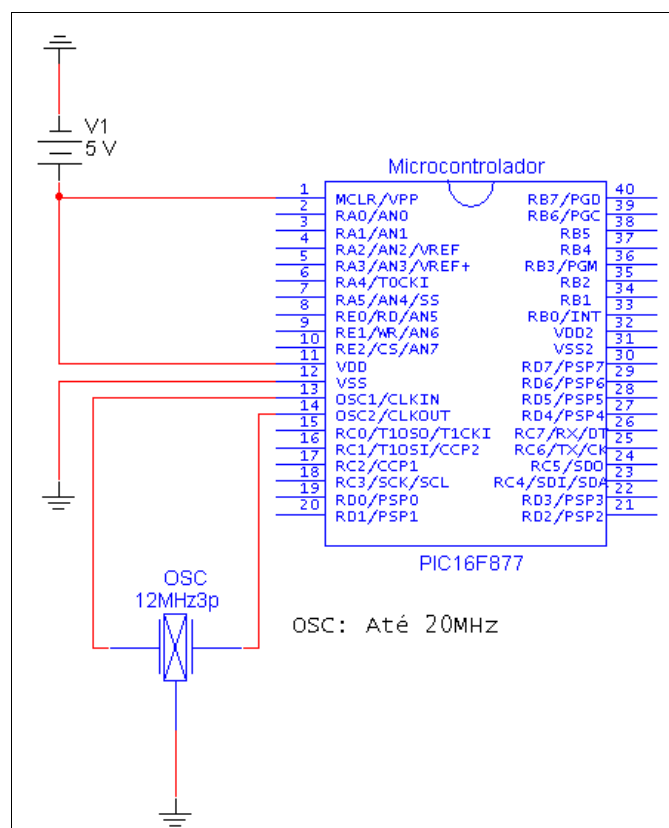 V1
5 V
Microcontrolador
1 MCLR/VPP RB7/PGD 40
2 RA0/AN0 RB6/PGC 39
3 RA1/AN1 RB5 38
4 RA2/AN2/VREF RB4 37
5 RA3/AN3/VREF+ RB3/PGM 36
6 RA4/TOCKI RB2 35
7 RA5/AN4/SS RB1 34
8 RE0/RD/AN5 RB0/INT 33
9 RE1/WR/AN6 VDD2 32
10 RE2/CS/AN7 VSS2 31
11 VDD RD7/PSP7 30
12 VSS RD6/PSP6 29
13 OSC1/CLKIN RD5/PSP5 28
14 OSC2/CLKOUT RD4/PSP4 27
15 RC0/T1OSO/T1CKI RC7/RX/DT 26
16 RC1/T1OSI/CCP2 RC6/TX/CK 25
17 RC2/CCP1 RC5/SDO 24
18 RC3/SCK/SCL RC4/SDI/SDA 23
19 RD0/PSP0 RD3/PSP3 22
20 RD1/PSP1 RD2/PSP2 21
PIC16F877
OSC
12MHz3p
OSC: Até 20MHz